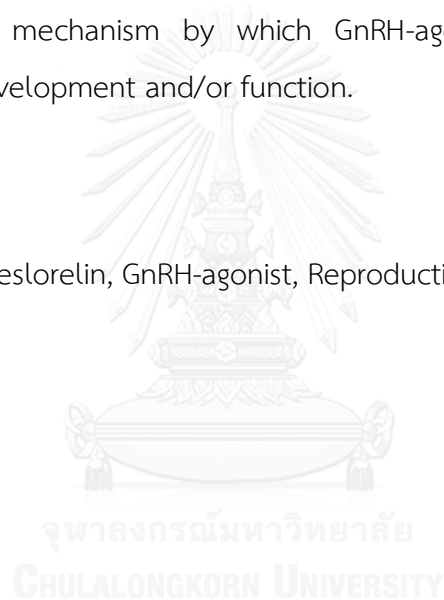 mechanism by which GnRH-ag
velopment and/or function.
eslorelin, GnRH-agonist, Reproducti
จุฬาลงกรณ์มหาวิทยาลัย
CHULALONGKORN UNIVERSITY